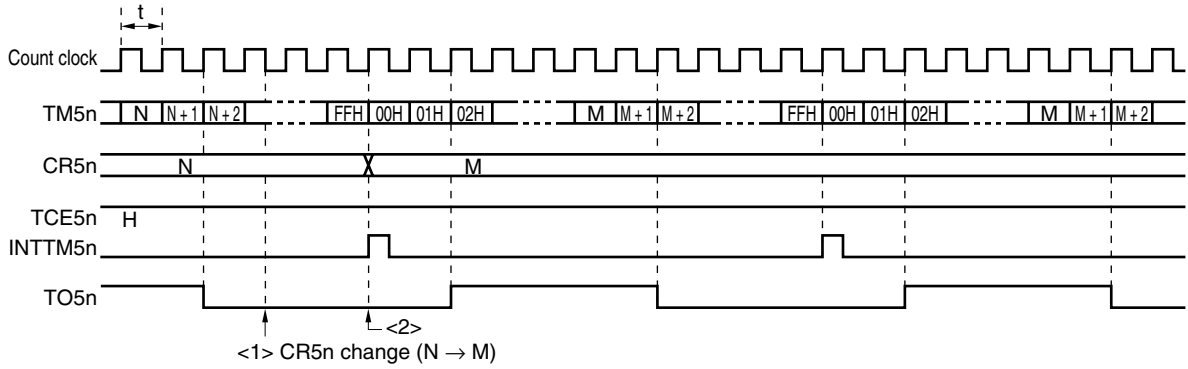 t
Count clock
TM5n N N + 1 N + 2 FFH 00H 01H 02H M M + 1 M + 2 FFH 00H 01H 02H M M + 1 M + 2
CR5n N M
TCE5n H
INTTM5n
TO5n
<2>
<1> CR5n change (N → M)